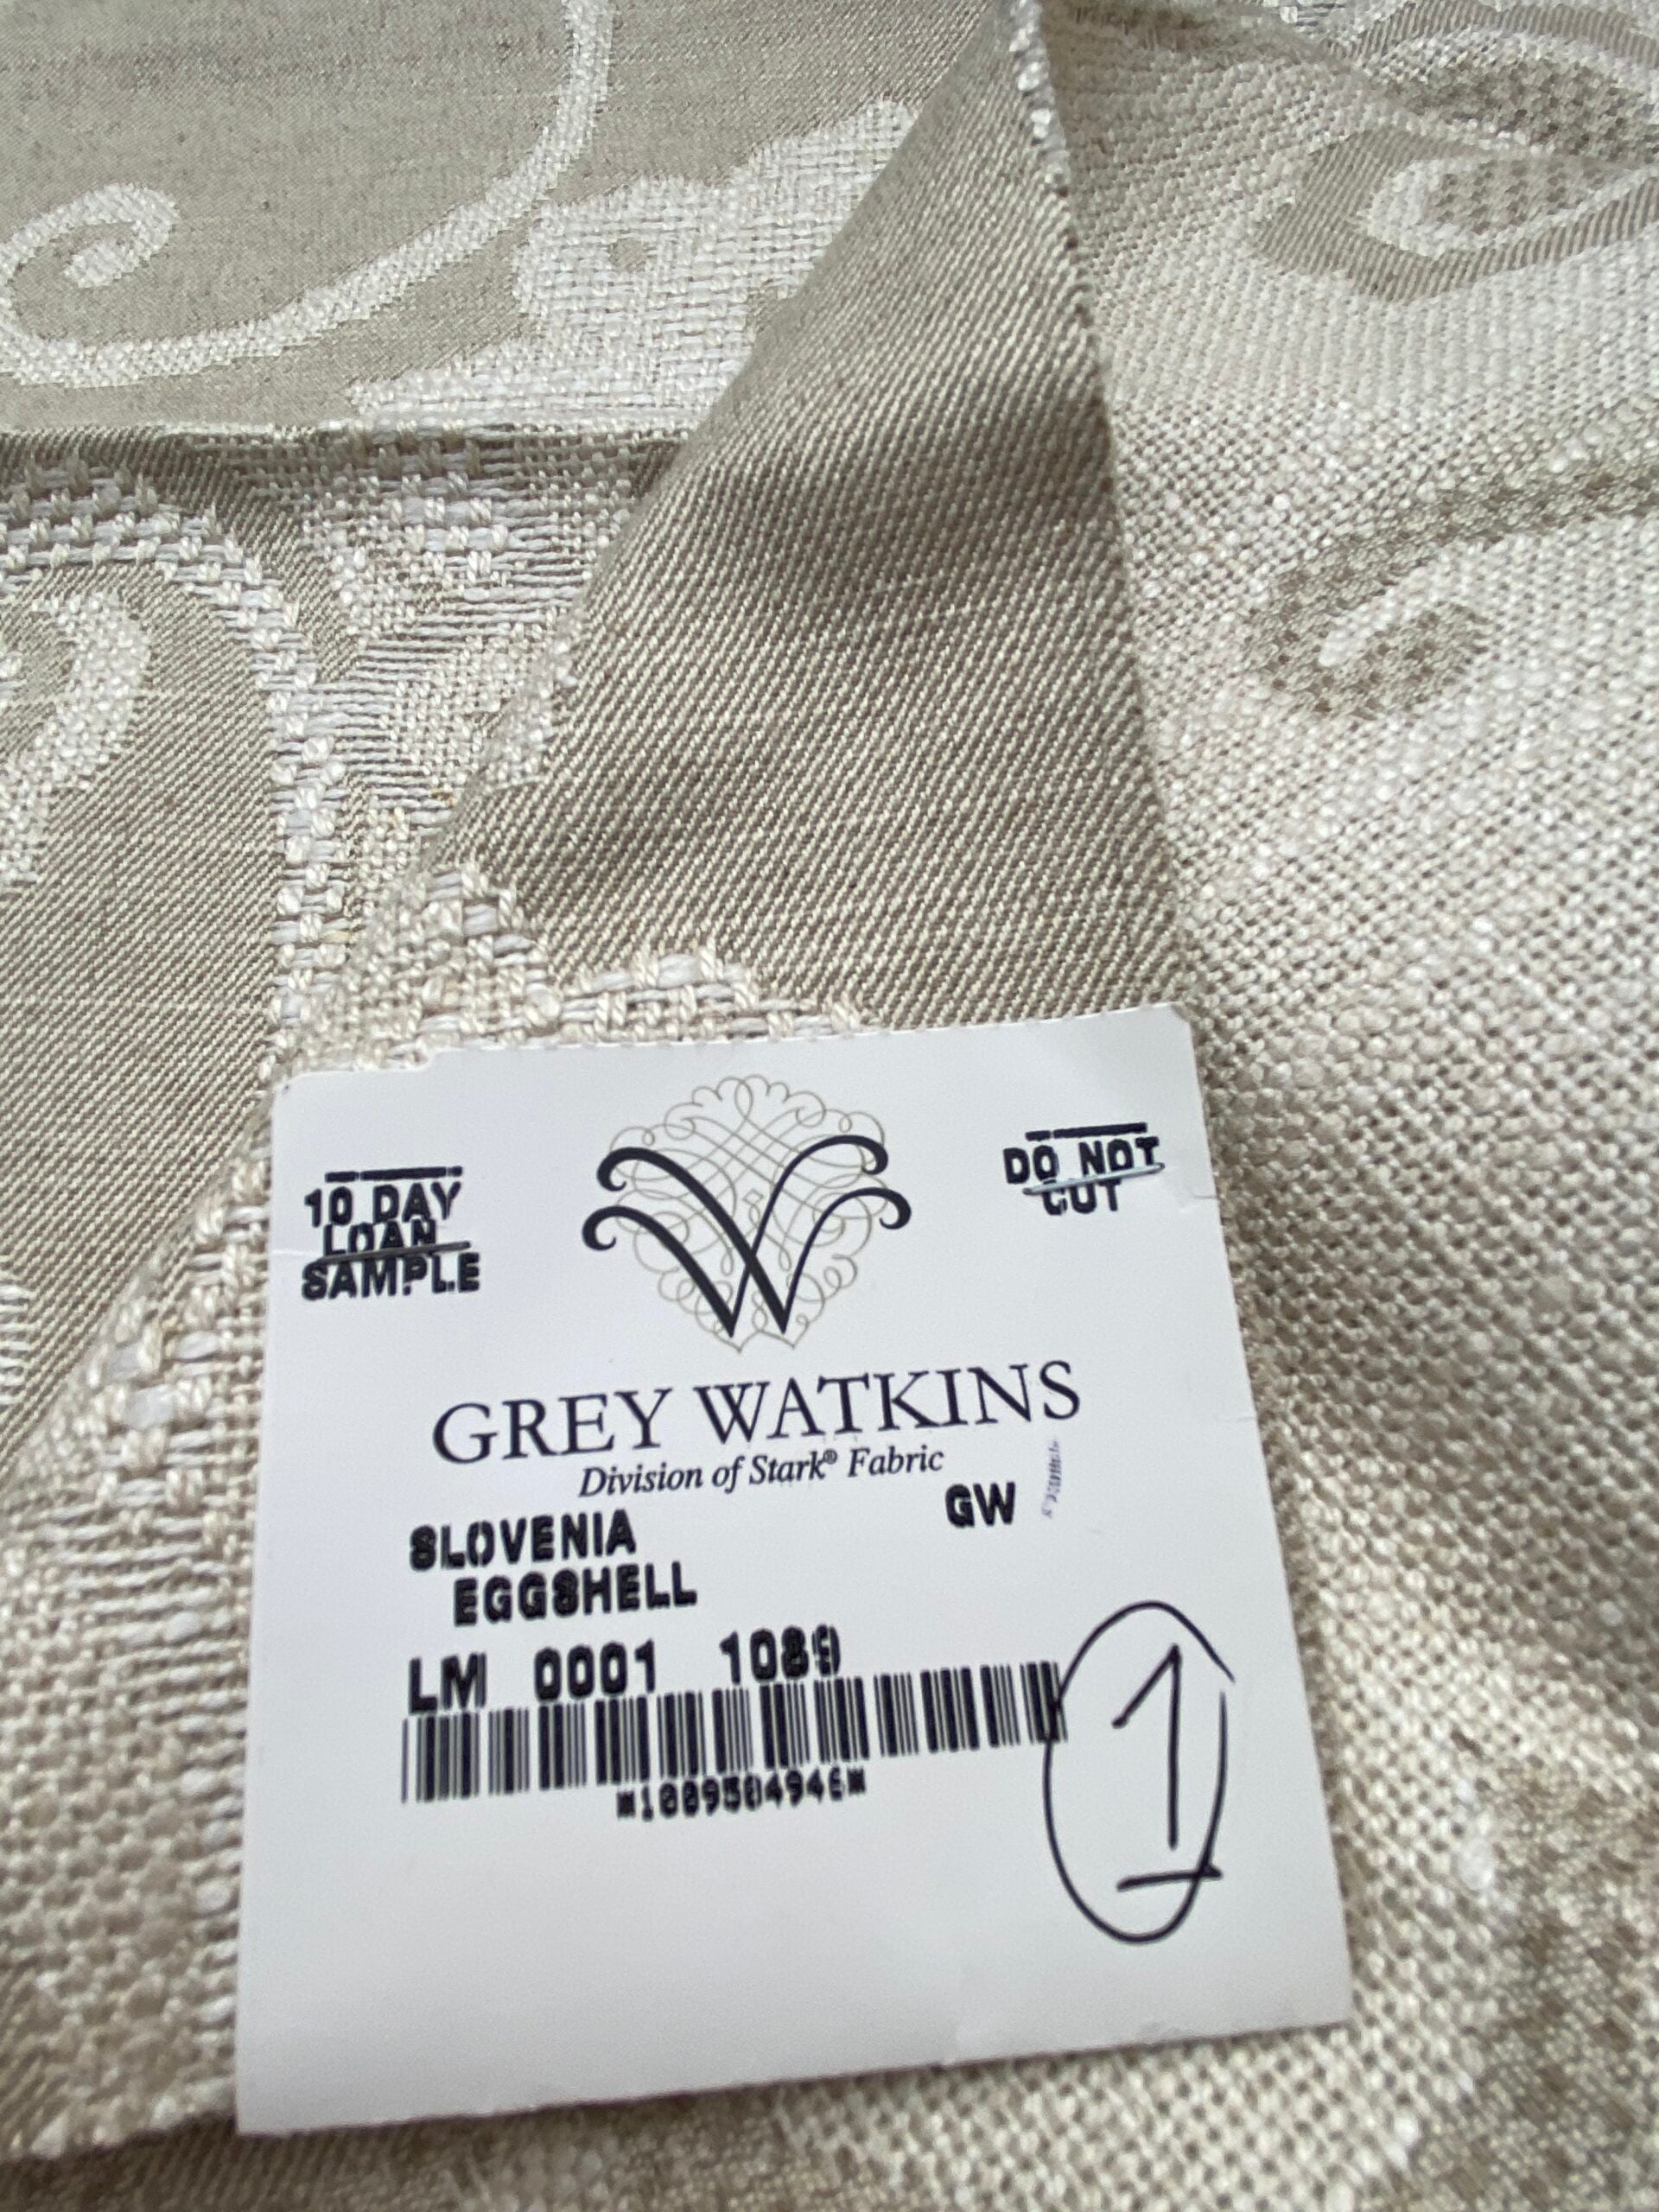 10 DAY
LOAN
SAMPLE
DO NOT
CUT
GREY WATKINS
Division of Stark® Fabric
GW
SLOVENIA
EGGSHELL
LM 0001 1089
*1009504946*
1